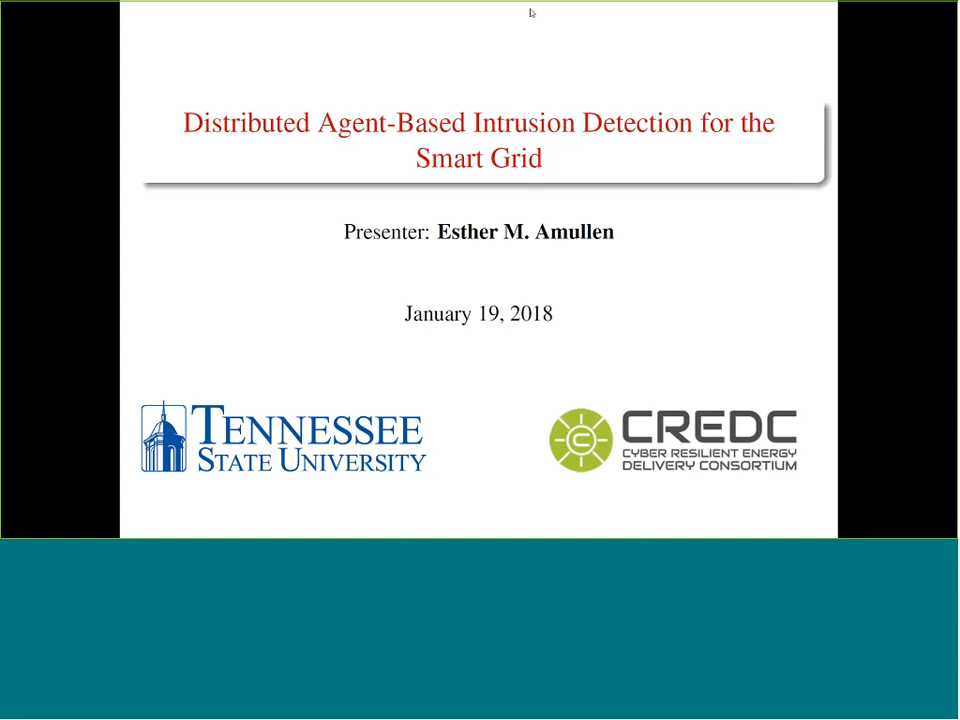 Distributed Agent-Based Intrusion Detection for the
Smart Grid
Presenter: Esther M. Amullen
January 19, 2018
TENNESSEE
STATE UNIVERSITY
C
CREDC
CYBER RESILIENT ENERGY
DELIVERY CONSORTIUM